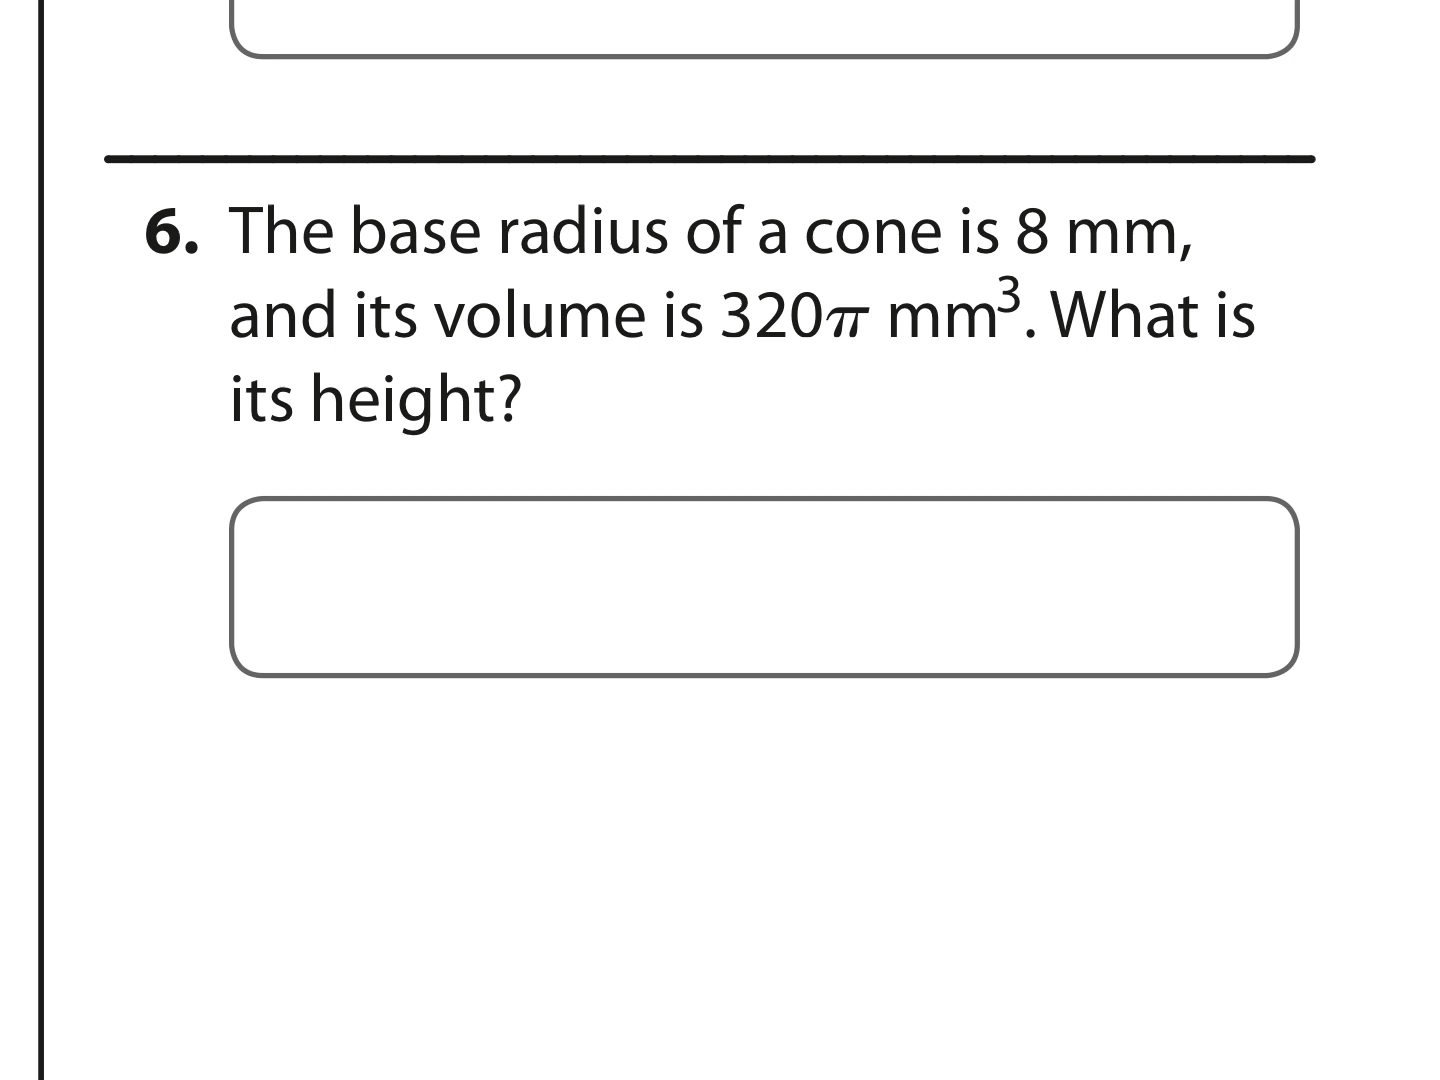 6. The base radius of a cone is 8 mm,
and its volume is 320π mm³. What is
its height?